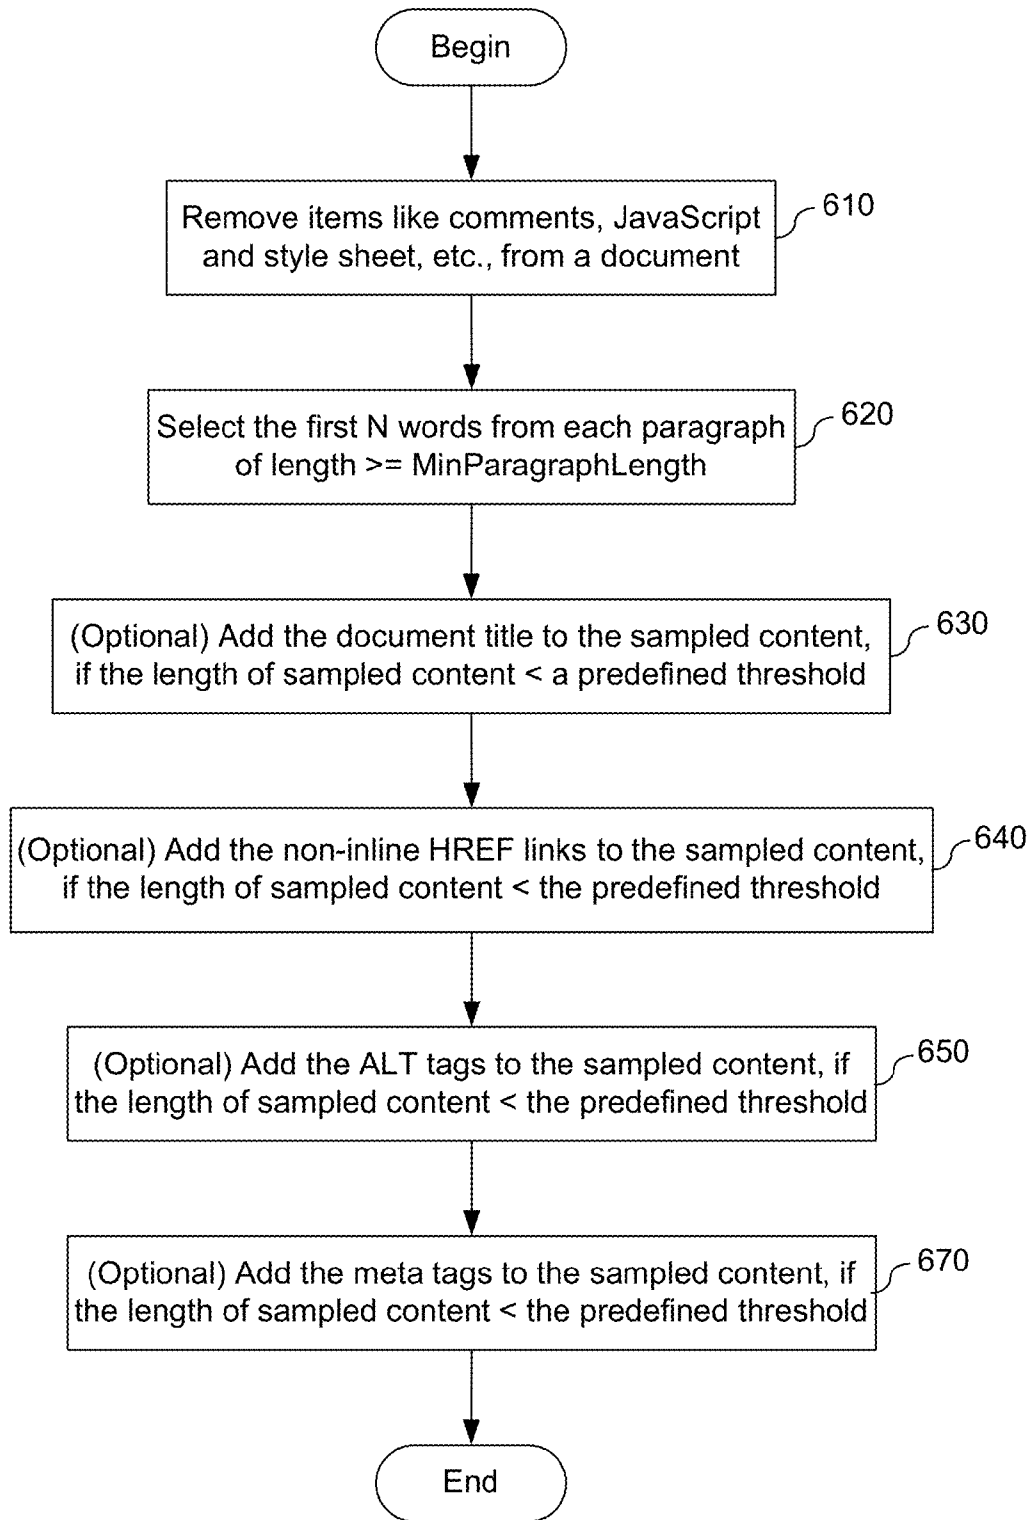 Begin
Remove items like comments, JavaScript
and style sheet, etc., from a document
610
Select the first N words from each paragraph
of length >= MinParagraphLength
620
(Optional) Add the document title to the sampled content,
if the length of sampled content < a predefined threshold
630
(Optional) Add the non-inline HREF links to the sampled content,
if the length of sampled content < the predefined threshold
640
(Optional) Add the ALT tags to the sampled content, if
the length of sampled content < the predefined threshold
650
(Optional) Add the meta tags to the sampled content, if
the length of sampled content < the predefined threshold
670
End